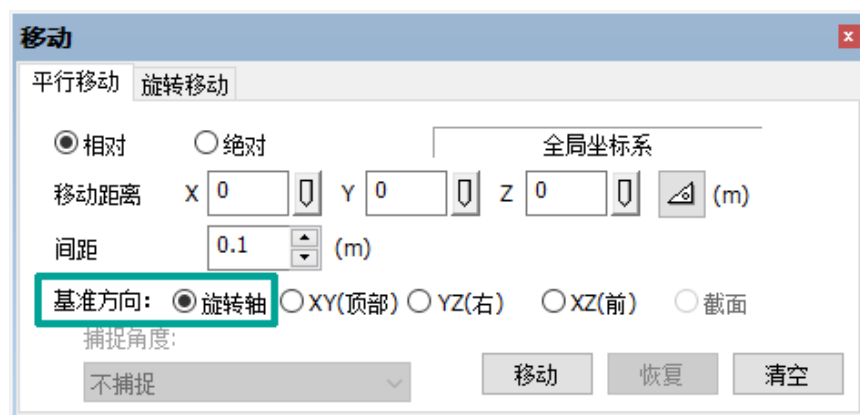 移动
平行移动 旋转移动
相对 绝对 全局坐标系
移动距离 X 0 Y 0 Z 0 (m)
间距 0.1 (m)
基准方向: 旋转轴 XY(顶部) YZ(右) XZ(前) 截面
捕捉角度:
不捕捉 移动 恢复 清空